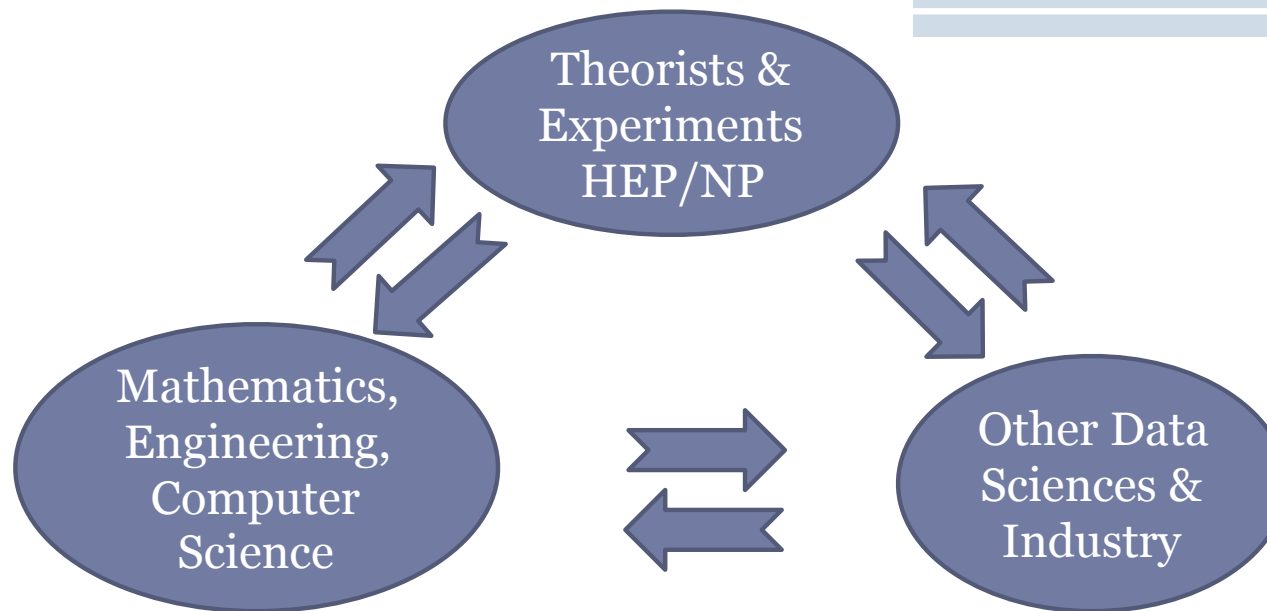 Theorists &
Experiments
HEP/NP
Mathematics,
Engineering,
Computer
Science
Other Data
Sciences &
Industry